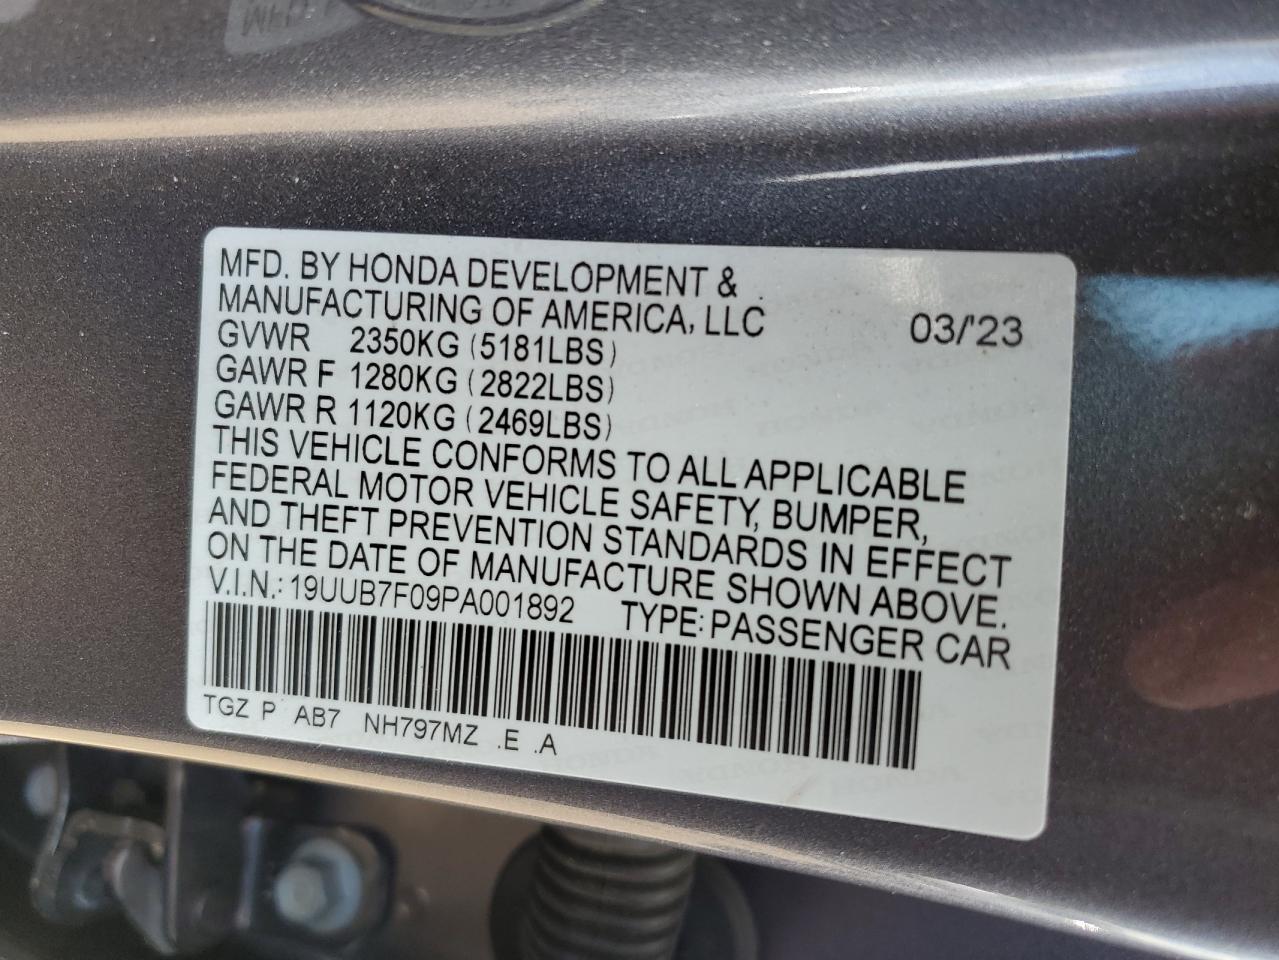 MFD. BY HONDA DEVELOPMENT &
MANUFACTURING OF AMERICA, LLC 03/'23
GVWR 2350KG (5181LBS)
GAWR F 1280KG (2822LBS)
GAWR R 1120KG (2469LBS)
THIS VEHICLE CONFORMS TO ALL APPLICABLE
FEDERAL MOTOR VEHICLE SAFETY, BUMPER,
AND THEFT PREVENTION STANDARDS IN EFFECT
ON THE DATE OF MANUFACTURE SHOWN ABOVE.
V.I.N.: 19UUB7F09PA001892 TYPE: PASSENGER CAR
TGZ P AB7 NH797MZ .E .A